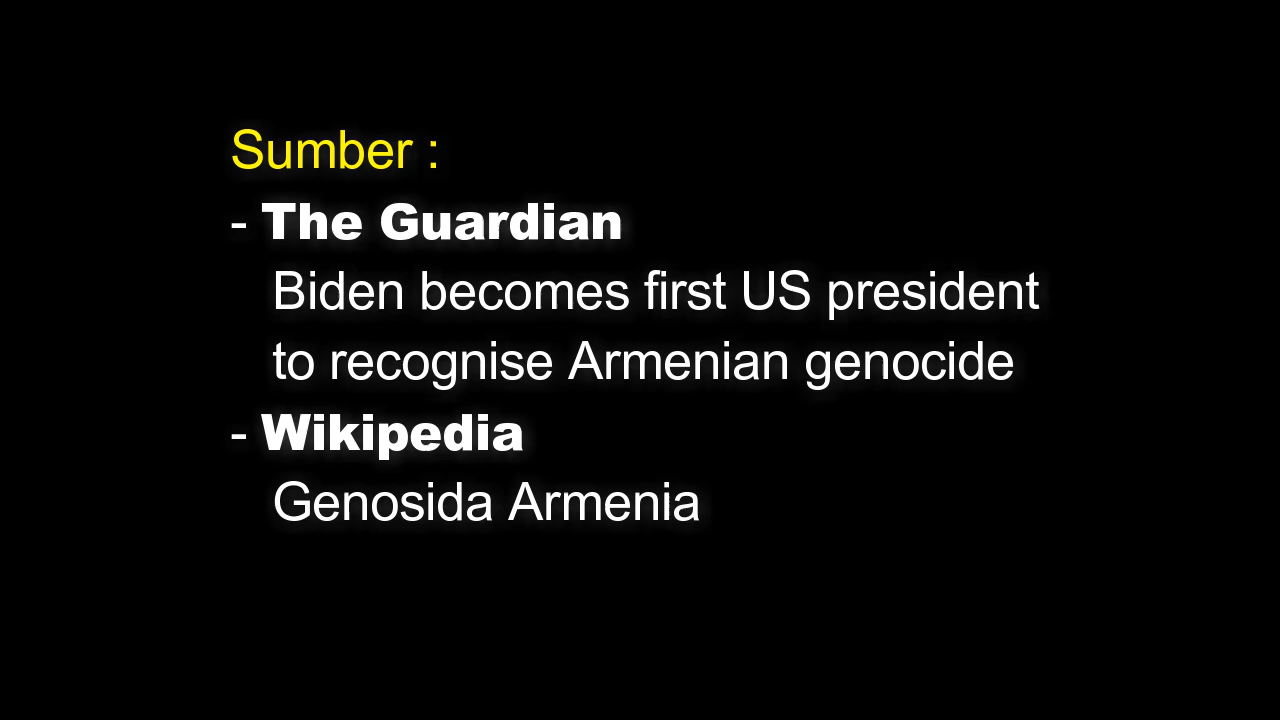 Sumber :
- The Guardian
Biden becomes first US president
to recognise Armenian genocide
- Wikipedia
Genosida Armenia